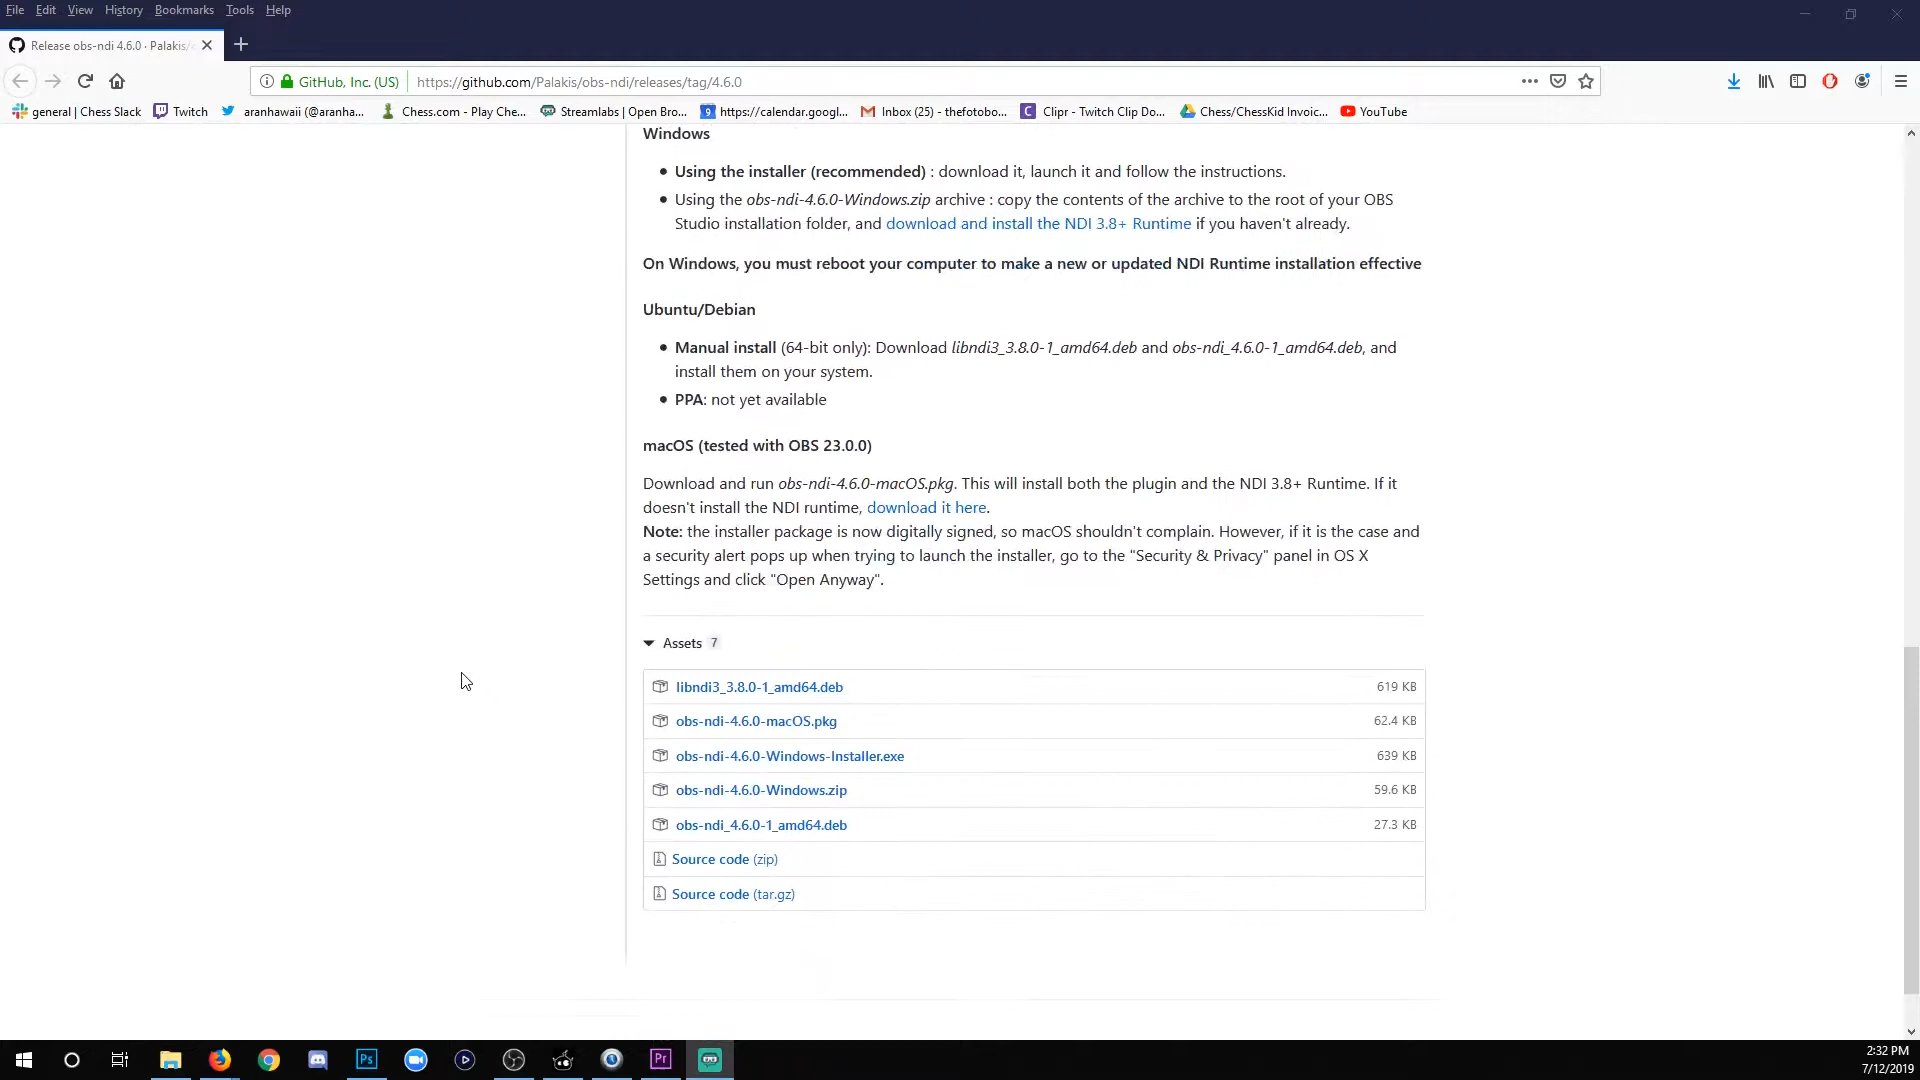 File Edit View History Bookmarks Tools Help
Release obs-ndi 4.6.0 · Palakis/
GitHub, Inc. (US) https://github.com/Palakis/obs-ndi/releases/tag/4.6.0
general | Chess Slack Twitch aranhawaii (@aranha... Chess.com - Play Che... Streamlabs | Open Bro... 9 https://calendar.googl... Inbox (25) - thefotobo... C Clipr - Twitch Clip Do... Chess/ChessKid Invoic... YouTube
Windows
Using the installer (recommended) : download it, launch it and follow the instructions.
Using the obs-ndi-4.6.0-Windows.zip archive : copy the contents of the archive to the root of your OBS
Studio installation folder, and download and install the NDI 3.8+ Runtime if you haven't already.
On Windows, you must reboot your computer to make a new or updated NDI Runtime installation effective
Ubuntu/Debian
Manual install (64-bit only): Download libndi3_3.8.0-1_amd64.deb and obs-ndi_4.6.0-1_amd64.deb, and
install them on your system.
PPA: not yet available
macOS (tested with OBS 23.0.0)
Download and run obs-ndi-4.6.0-macOS.pkg. This will install both the plugin and the NDI 3.8+ Runtime. If it
doesn't install the NDI runtime, download it here.
Note: the installer package is now digitally signed, so macOS shouldn't complain. However, if it is the case and
a security alert pops up when trying to launch the installer, go to the "Security & Privacy" panel in OS X
Settings and click "Open Anyway".
Assets 7
libndi3_3.8.0-1_amd64.deb 619 KB
obs-ndi-4.6.0-macOS.pkg 62.4 KB
obs-ndi-4.6.0-Windows-Installer.exe 639 KB
obs-ndi-4.6.0-Windows.zip 59.6 KB
obs-ndi_4.6.0-1_amd64.deb 27.3 KB
Source code (zip)
Source code (tar.gz)
Ps Pr
2:32 PM
7/12/2019